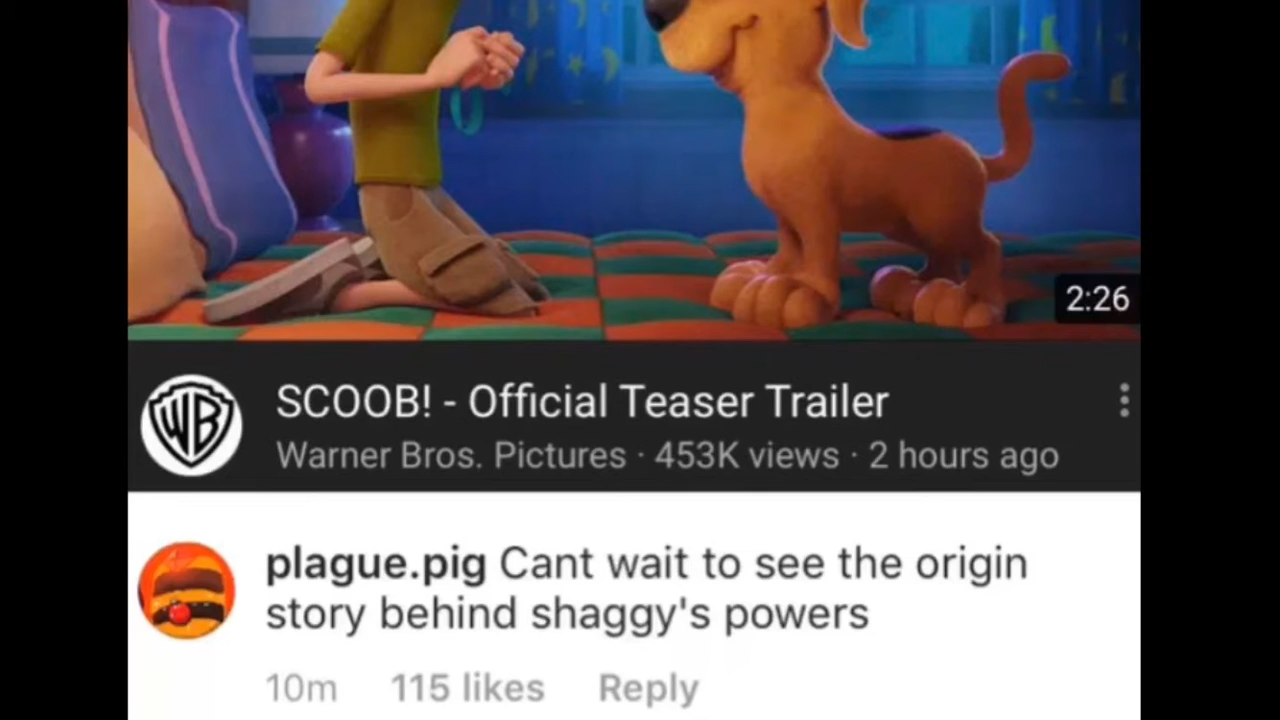 2:26
WB
SCOOB! - Official Teaser Trailer
Warner Bros. Pictures · 453K views · 2 hours ago
plague.pig Cant wait to see the origin
story behind shaggy's powers
10m 115 likes Reply